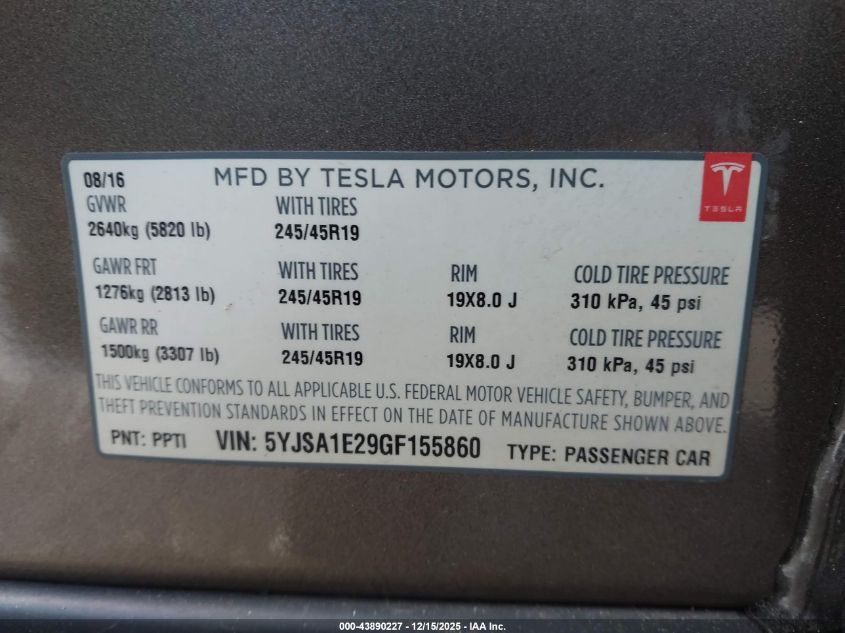 08/16 MFD BY TESLA MOTORS, INC.
TESLA
GVWR WITH TIRES
2640kg (5820 lb) 245/45R19
GAWR FRT WITH TIRES RIM COLD TIRE PRESSURE
1276kg (2813 lb) 245/45R19 19X8.0 J 310 kPa, 45 psi
GAWR RR WITH TIRES RIM COLD TIRE PRESSURE
1500kg (3307 lb) 245/45R19 19X8.0 J 310 kPa, 45 psi
THIS VEHICLE CONFORMS TO ALL APPLICABLE U.S. FEDERAL MOTOR VEHICLE SAFETY, BUMPER, AND
THEFT PREVENTION STANDARDS IN EFFECT ON THE DATE OF MANUFACTURE SHOWN ABOVE.
PNT: PPTI VIN: 5YJSA1E29GF155860 TYPE: PASSENGER CAR
000-43890227 - 12/15/2025 - IAA Inc.